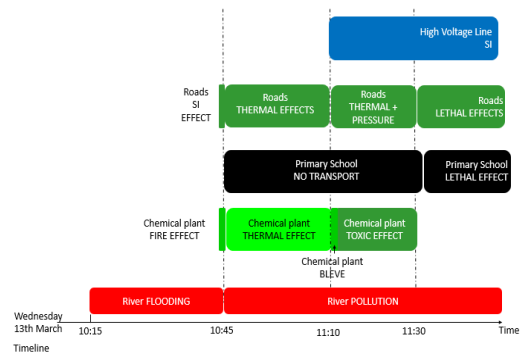 High Voltage Line
SI
Roads
SI
EFFECT
Roads
THERMAL EFFECTS
Roads
THERMAL +
PRESSURE
Roads
LETHAL EFFECTS
Primary School
NO TRANSPORT
Primary School
LETHAL EFFECT
Chemical plant
FIRE EFFECT
Chemical plant
THERMAL EFFECT
Chemical plant
TOXIC EFFECT
Chemical plant
BLEVE
River FLOODING
River POLLUTION
Wednesday
13th March
10:15
10:45
11:10
11:30
Time
Timeline